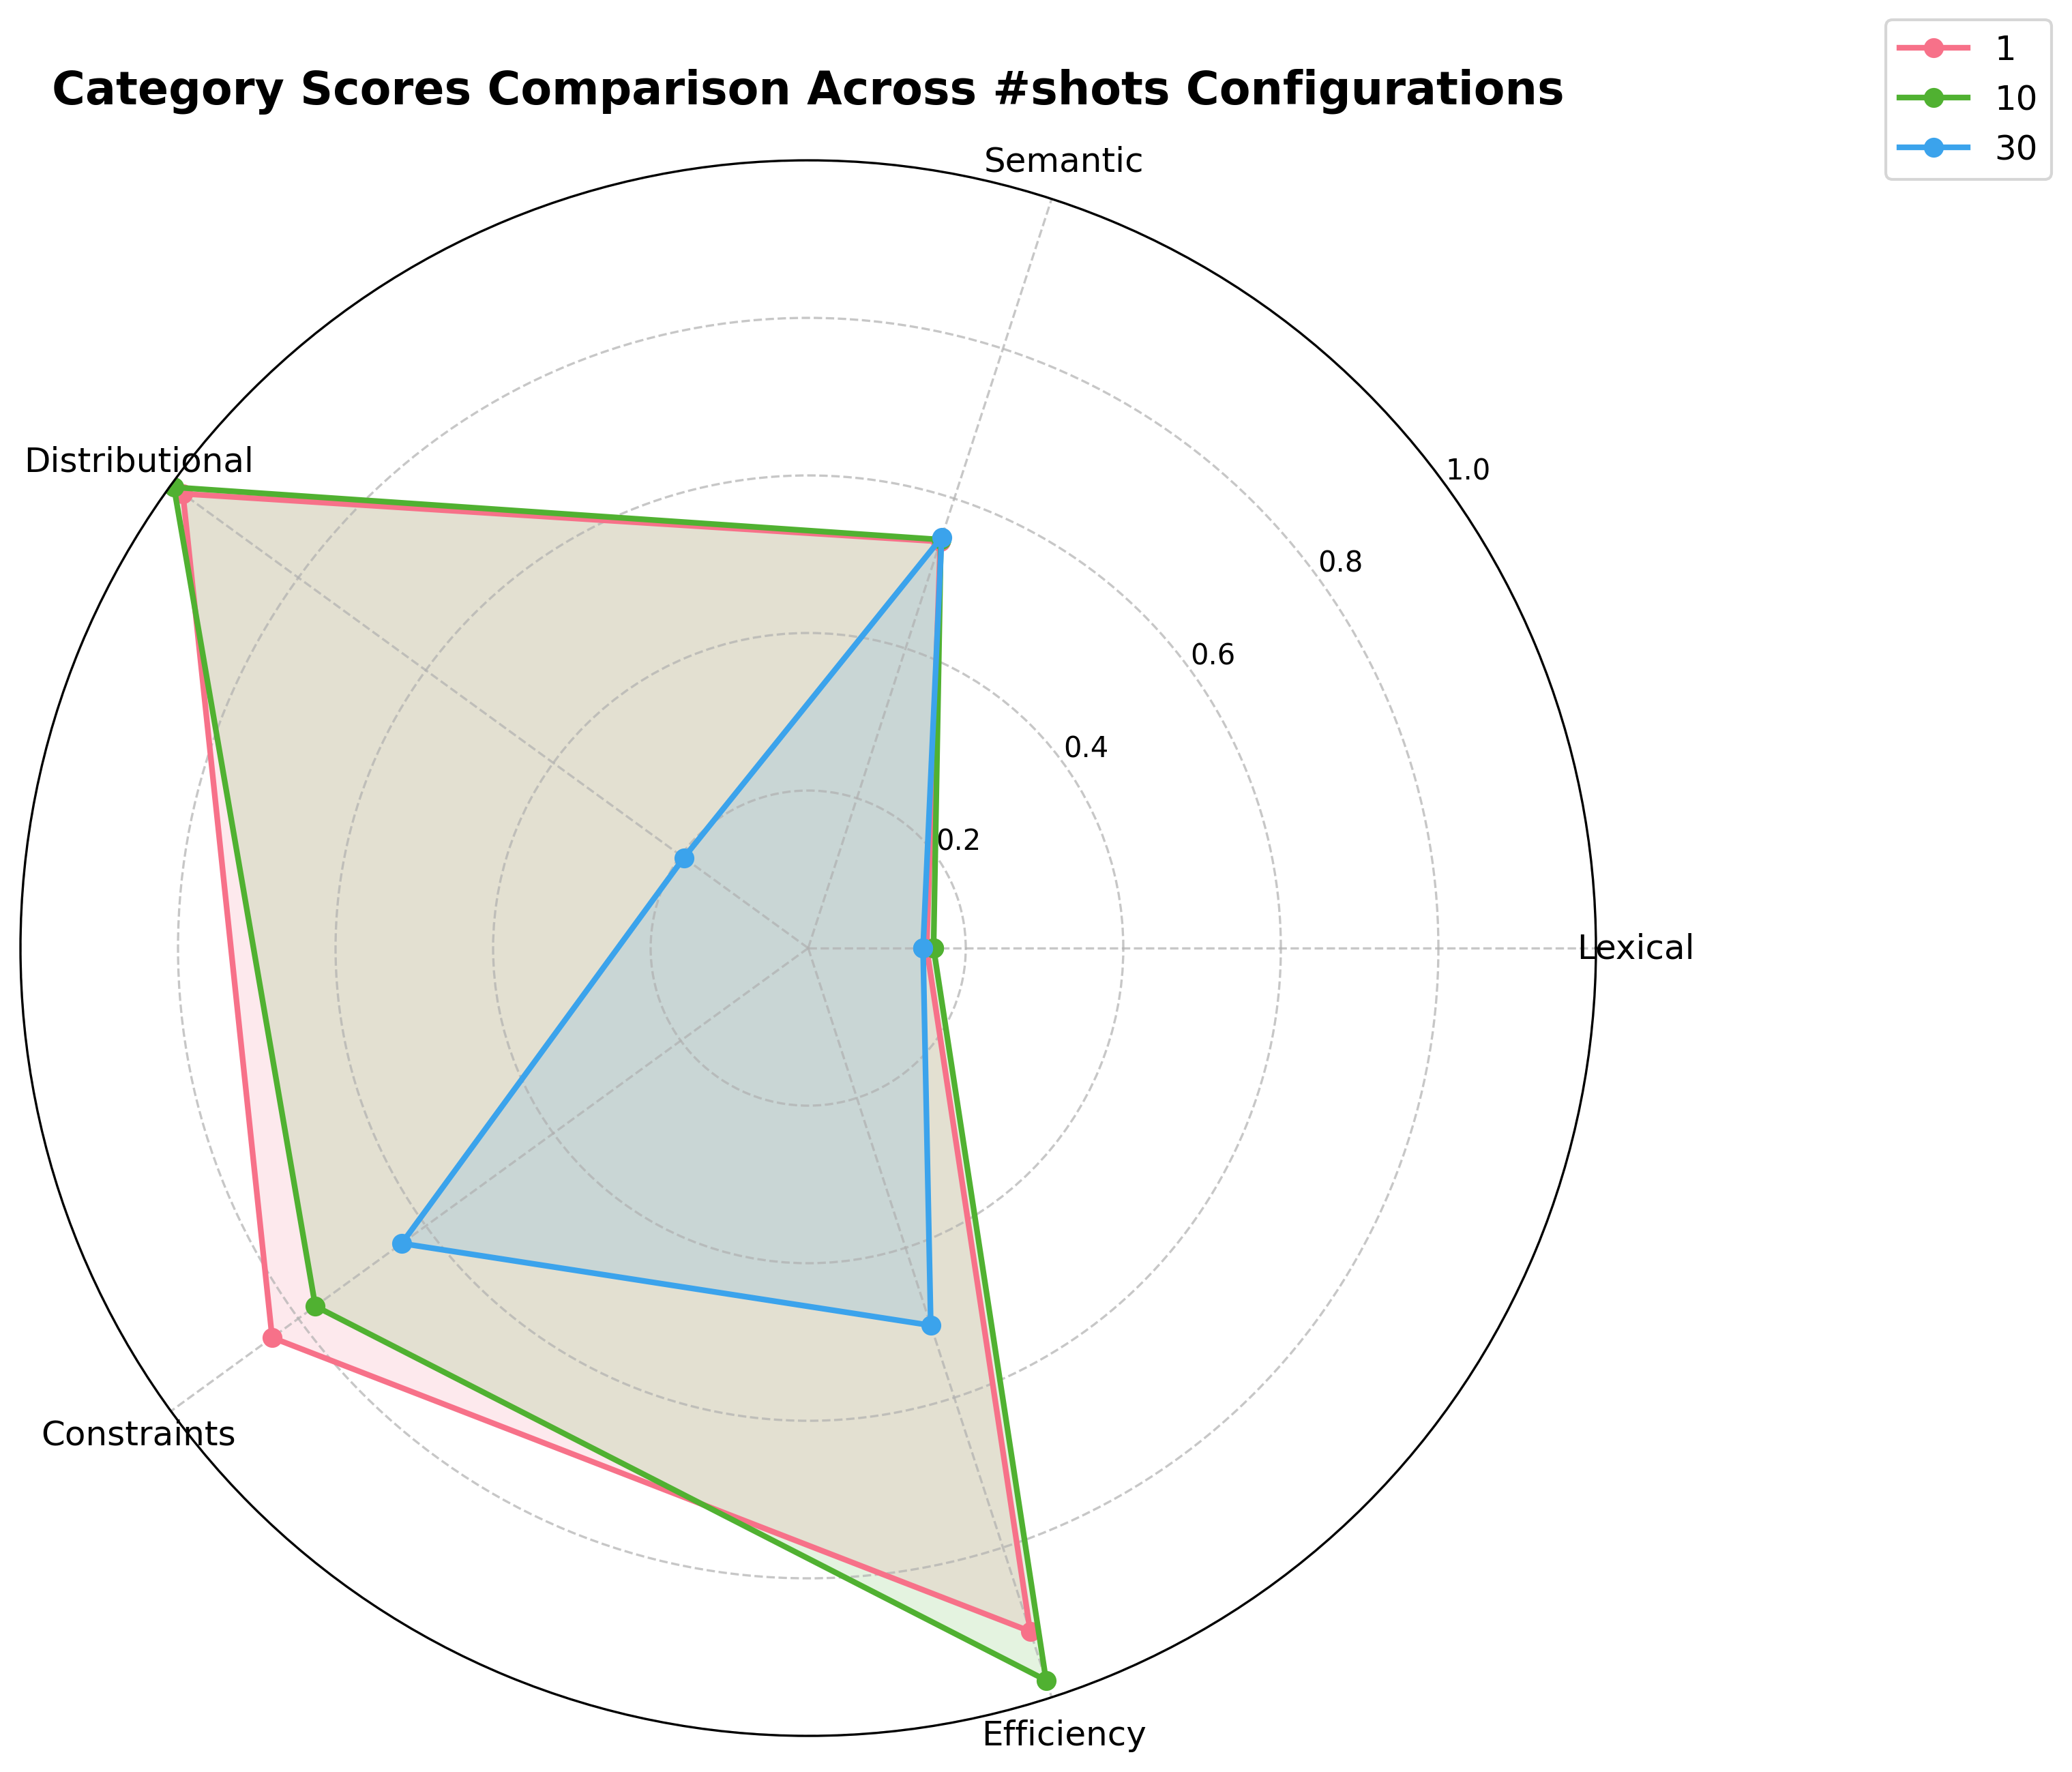 Category Scores Comparison Across #shots Configurations
1
10
30
Semantic
Distributional
1.0
0.8
0.6
0.4
0.2
Lexical
Constraints
Efficiency